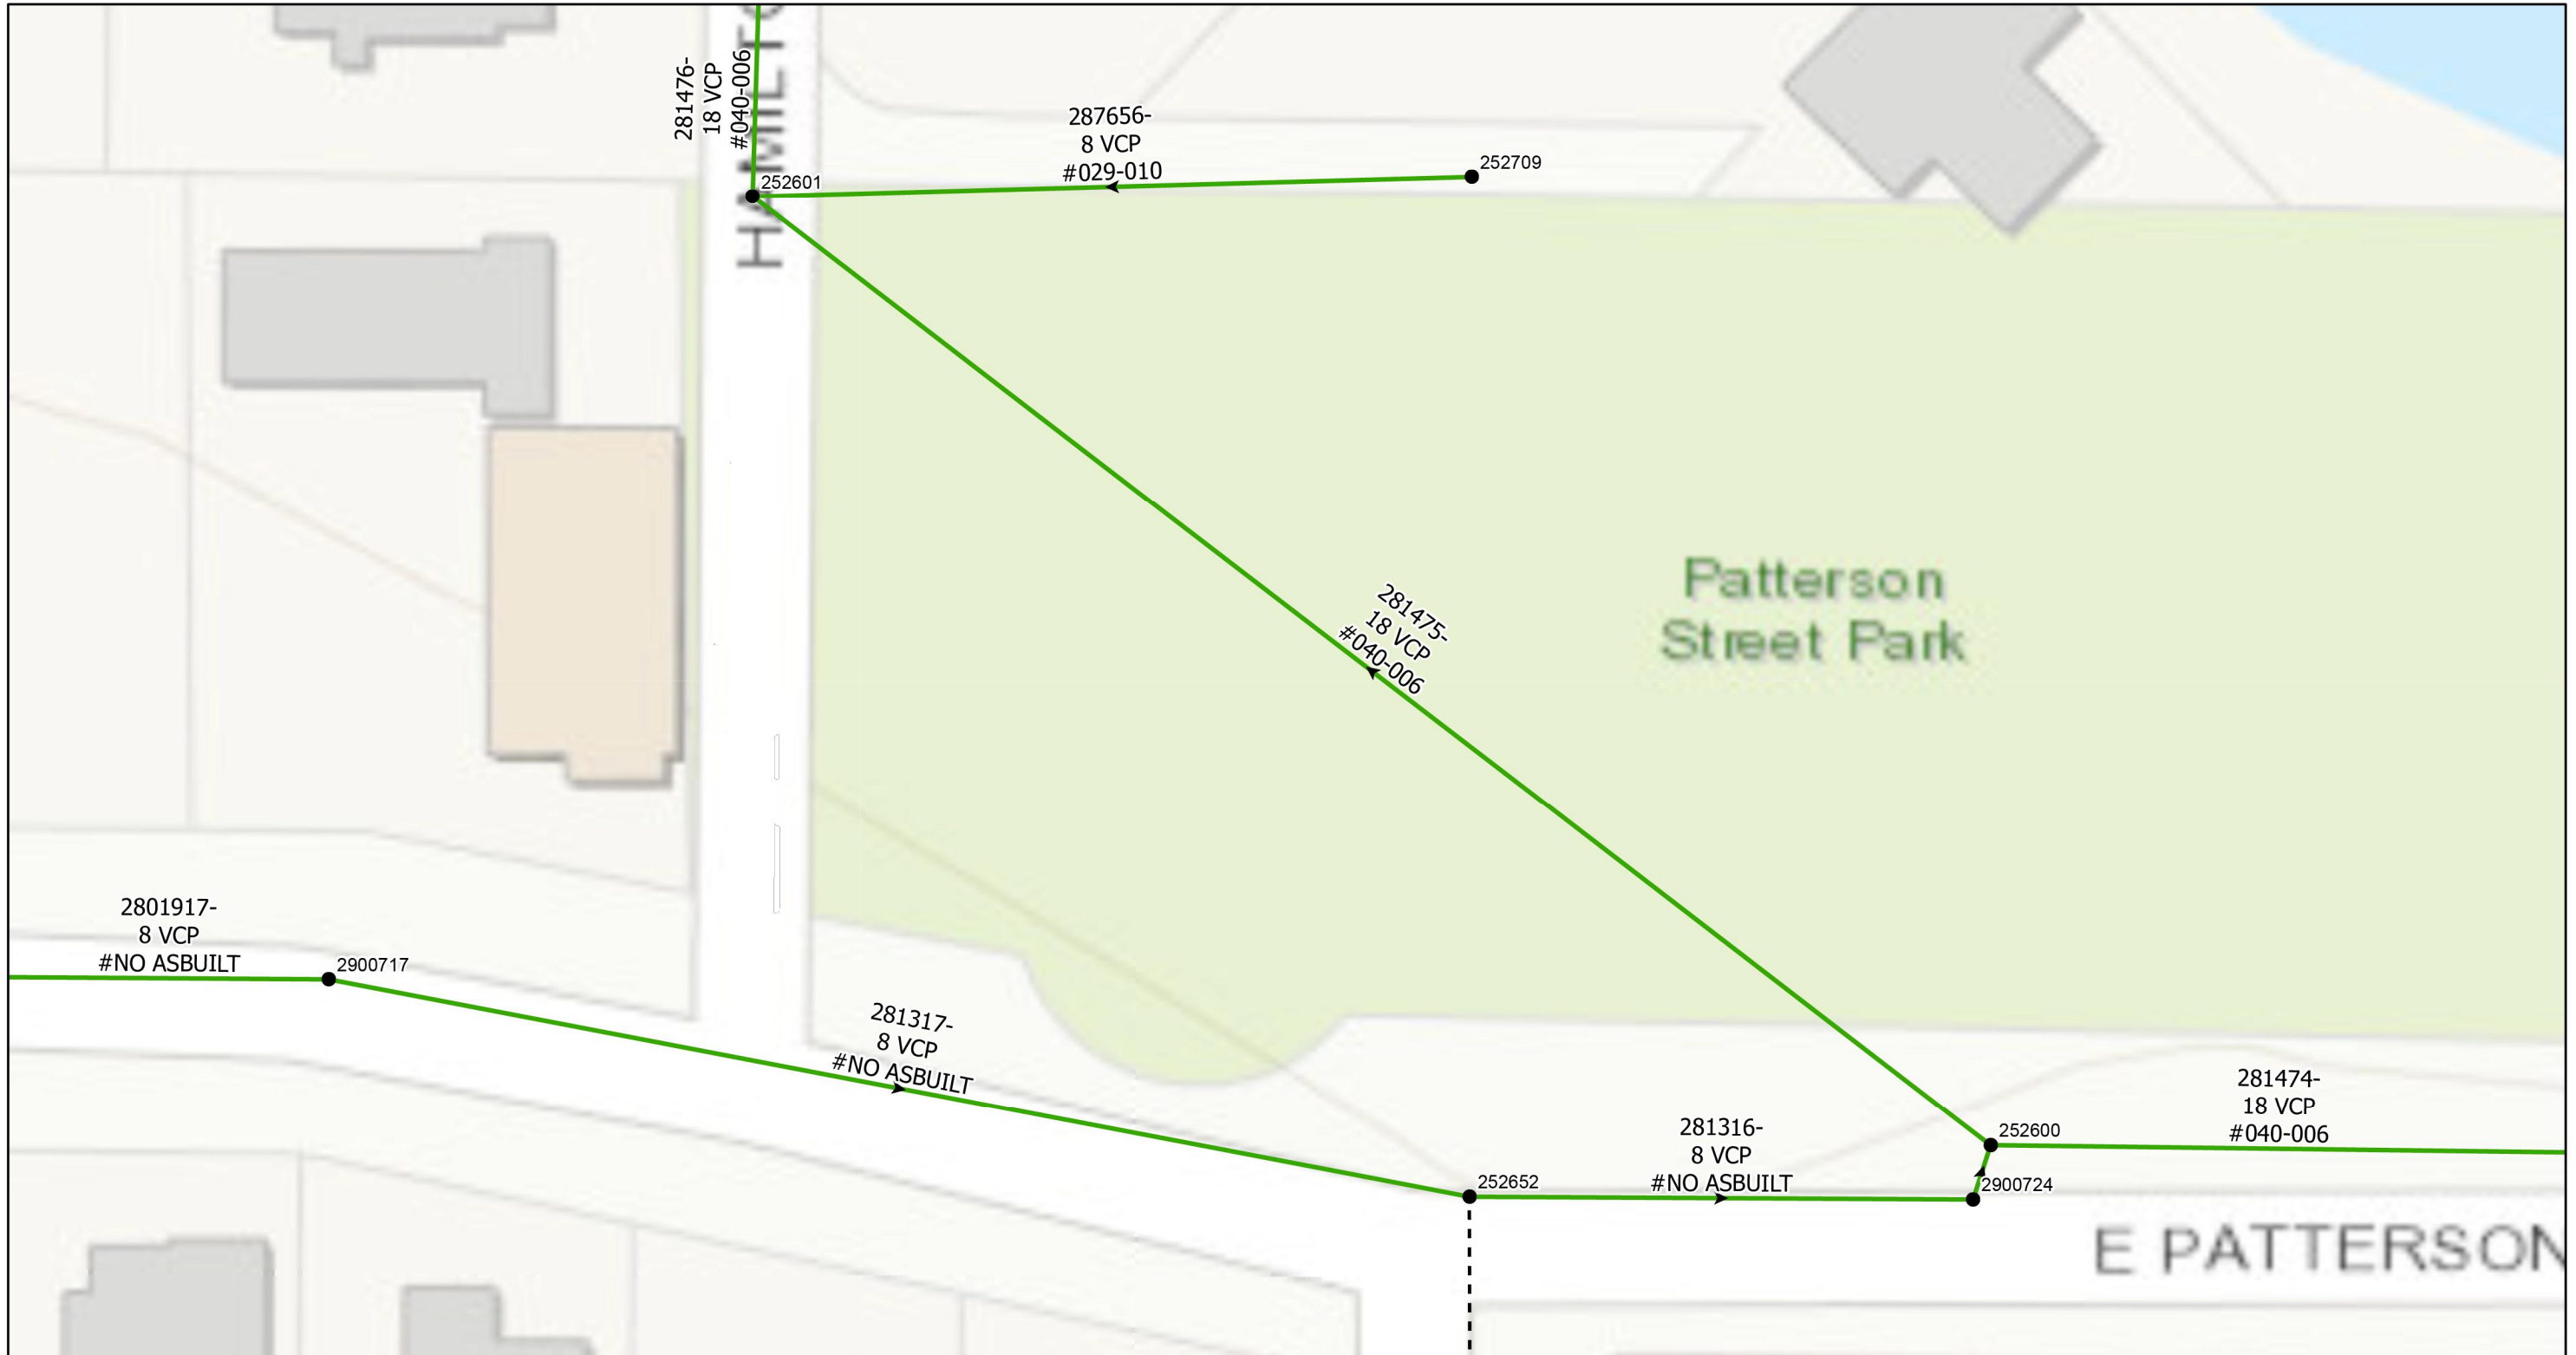 281476-
18 VCP
#040-006
HAMILTO
287656-
8 VCP
#029-010
252709
252601
281475-
18 VCP
#040-006
Patterson
Street Park
2801917-
8 VCP
#NO ASBUILT
2900717
281317-
8 VCP
#NO ASBUILT
281316-
8 VCP
#NO ASBUILT
252652
252600
2900724
281474-
18 VCP
#040-006
E PATTERSON